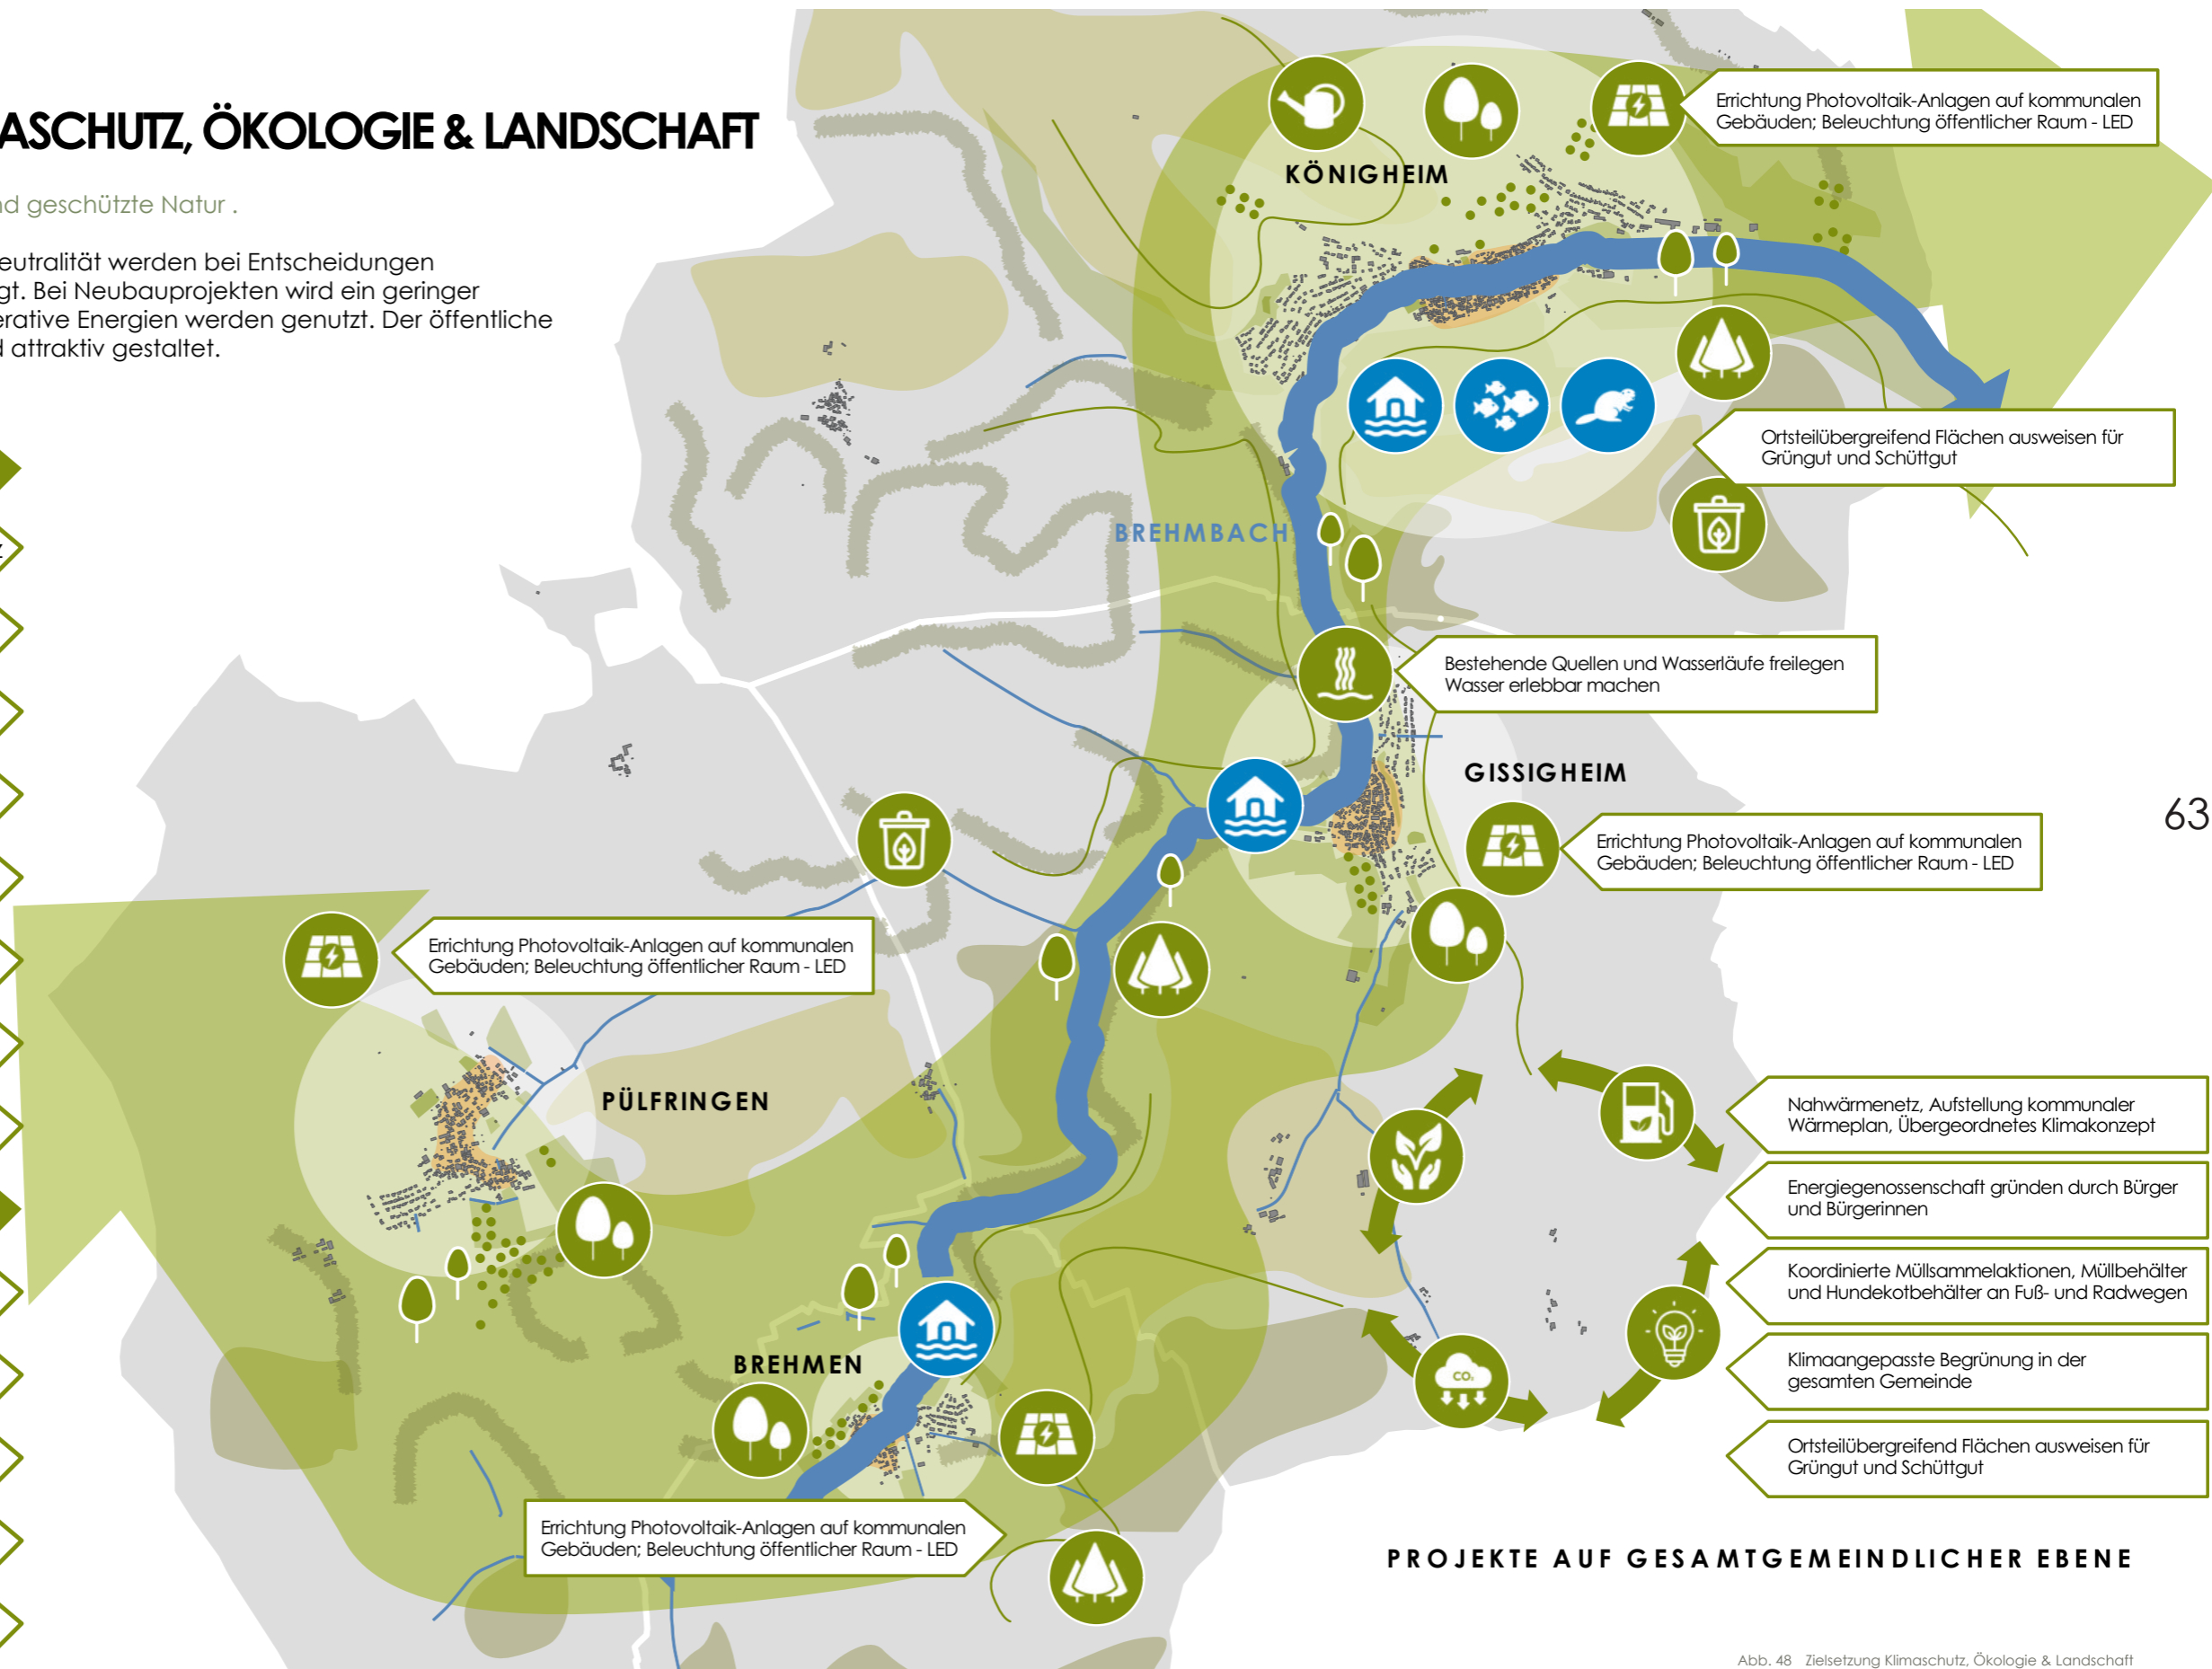 ASCHUTZ, ÖKOLOGIE & LANDSCHAFT
nd geschützte Natur .
eutralität werden bei Entscheidungen
gt. Bei Neubauprojekten wird ein geringer
erative Energien werden genutzt. Der öffentliche
d attraktiv gestaltet.
z
KÖNIGHEIM
Errichtung Photovoltaik-Anlagen auf kommunalen
Gebäuden; Beleuchtung öffentlicher Raum - LED
Ortsteilübergreifend Flächen ausweisen für
Grüngut und Schüttgut
BREHMBACH
Bestehende Quellen und Wasserläufe freilegen
Wasser erlebbar machen
GISSIGHEIM
63
Errichtung Photovoltaik-Anlagen auf kommunalen
Gebäuden; Beleuchtung öffentlicher Raum - LED
Errichtung Photovoltaik-Anlagen auf kommunalen
Gebäuden; Beleuchtung öffentlicher Raum - LED
PÜLFRINGEN
BREHMEN
Errichtung Photovoltaik-Anlagen auf kommunalen
Gebäuden; Beleuchtung öffentlicher Raum - LED
CO₂
Nahwärmenetz, Aufstellung kommunaler
Wärmeplan, Übergeordnetes Klimakonzept
Energiegenossenschaft gründen durch Bürger
und Bürgerinnen
Koordinierte Müllsammelaktionen, Müllbehälter
und Hundekotbehälter an Fuß- und Radwegen
Klimaangepasste Begrünung in der
gesamten Gemeinde
Ortsteilübergreifend Flächen ausweisen für
Grüngut und Schüttgut
PROJEKTE AUF GESAMTGEMEINDLICHER EBENE
Abb. 48 Zielsetzung Klimaschutz, Ökologie & Landschaft